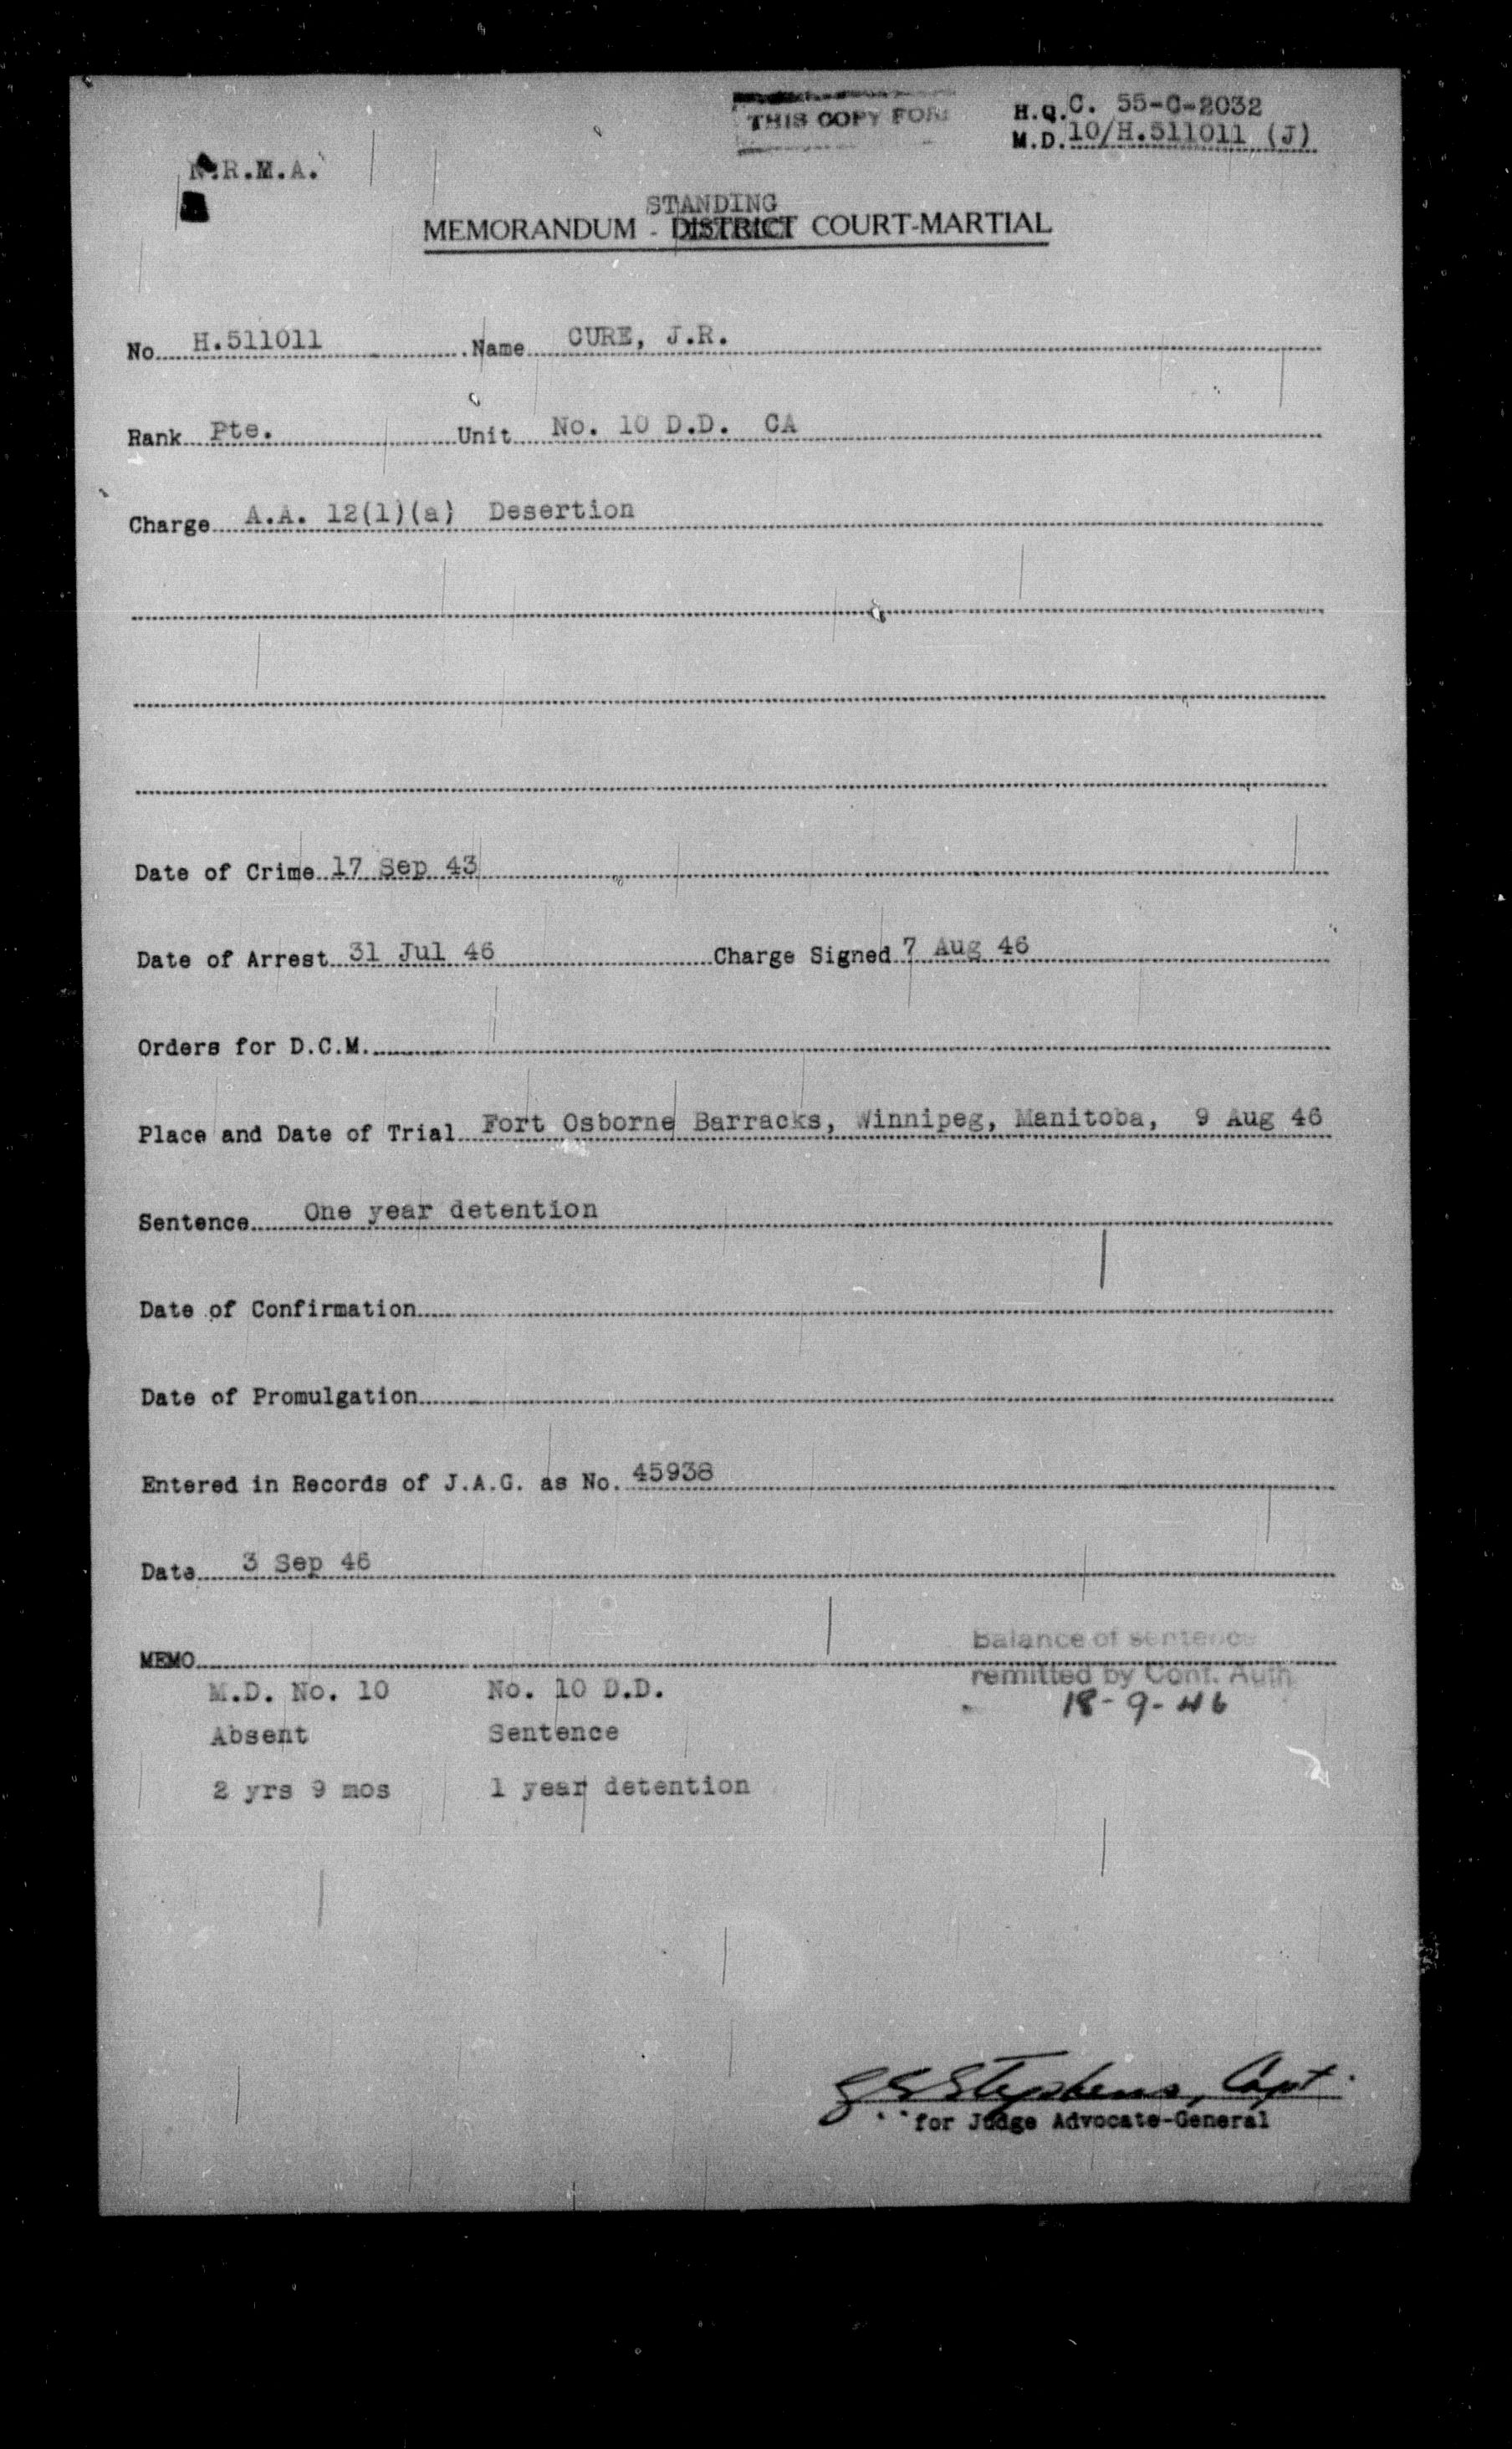 THIS COPY FOR
H.Q. C. 55-C-2032
M.D. 10/H.511011 (J)
N.R.M.A.
STANDING
MEMORANDUM - DISTRICT COURT-MARTIAL
No. H.511011 Name CURE, J.R.
Rank Pte. Unit No. 10 D.D. CA
Charge A.A. 12(1)(a) Desertion
Date of Crime 17 Sep 43
Date of Arrest 31 Jul 46 Charge Signed 7 Aug 46
Orders for D.C.M.
Place and Date of Trial Fort Osborne Barracks, Winnipeg, Manitoba, 9 Aug 46
Sentence One year detention
Date of Confirmation
Date of Promulgation
Entered in Records of J.A.G. as No. 45938
Date 3 Sep 46
Balance of sentence
MEMO
remitted by Conf. Auth.
M.D. No. 10 No. 10 D.D.
18-9-46
Absent Sentence
2 yrs 9 mos 1 year detention
Stephens, Capt.
for Judge Advocate-General